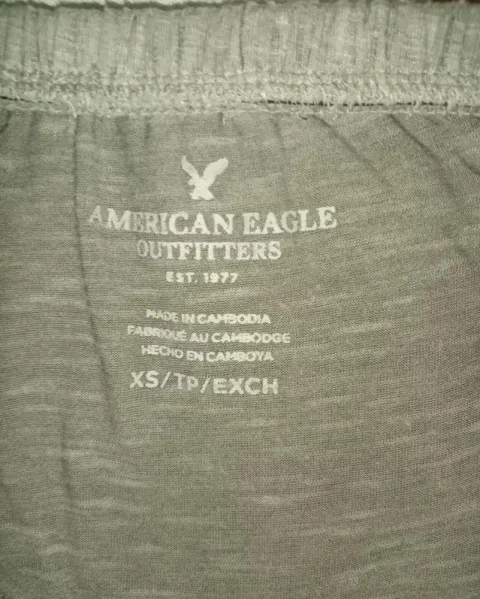 AMERICAN EAGLE
OUTFITTERS
EST. 1977
MADE IN CAMBODIA
FABRIQUÉ AU CAMBODGE
HECHO EN CAMBOYA
XS/TP/EXCH